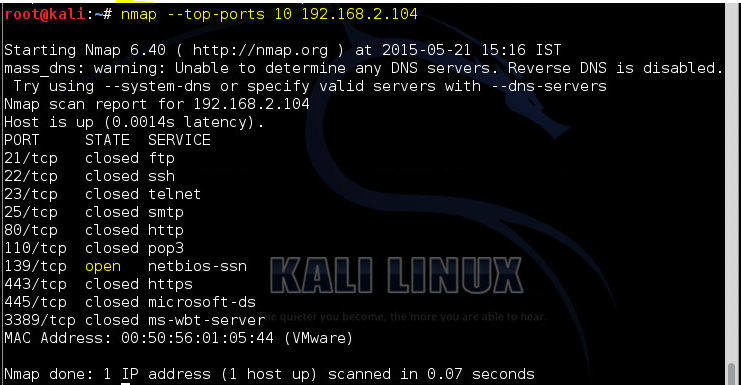 root@kali:~# nmap --top-ports 10 192.168.2.104
Starting Nmap 6.40 ( http://nmap.org ) at 2015-05-21 15:16 IST
mass_dns: warning: Unable to determine any DNS servers. Reverse DNS is disabled.
 Try using --system-dns or specify valid servers with --dns-servers
Nmap scan report for 192.168.2.104
Host is up (0.0014s latency).
PORT     STATE  SERVICE
21/tcp   closed ftp
22/tcp   closed ssh
23/tcp   closed telnet
25/tcp   closed smtp
80/tcp   closed http
110/tcp  closed pop3
139/tcp  open   netbios-ssn
443/tcp  closed https
445/tcp  closed microsoft-ds
3389/tcp closed ms-wbt-server
MAC Address: 00:50:56:01:05:44 (VMware)
Nmap done: 1 IP address (1 host up) scanned in 0.07 seconds
KALI LINUX
The quieter you become, the more you are able to hear.